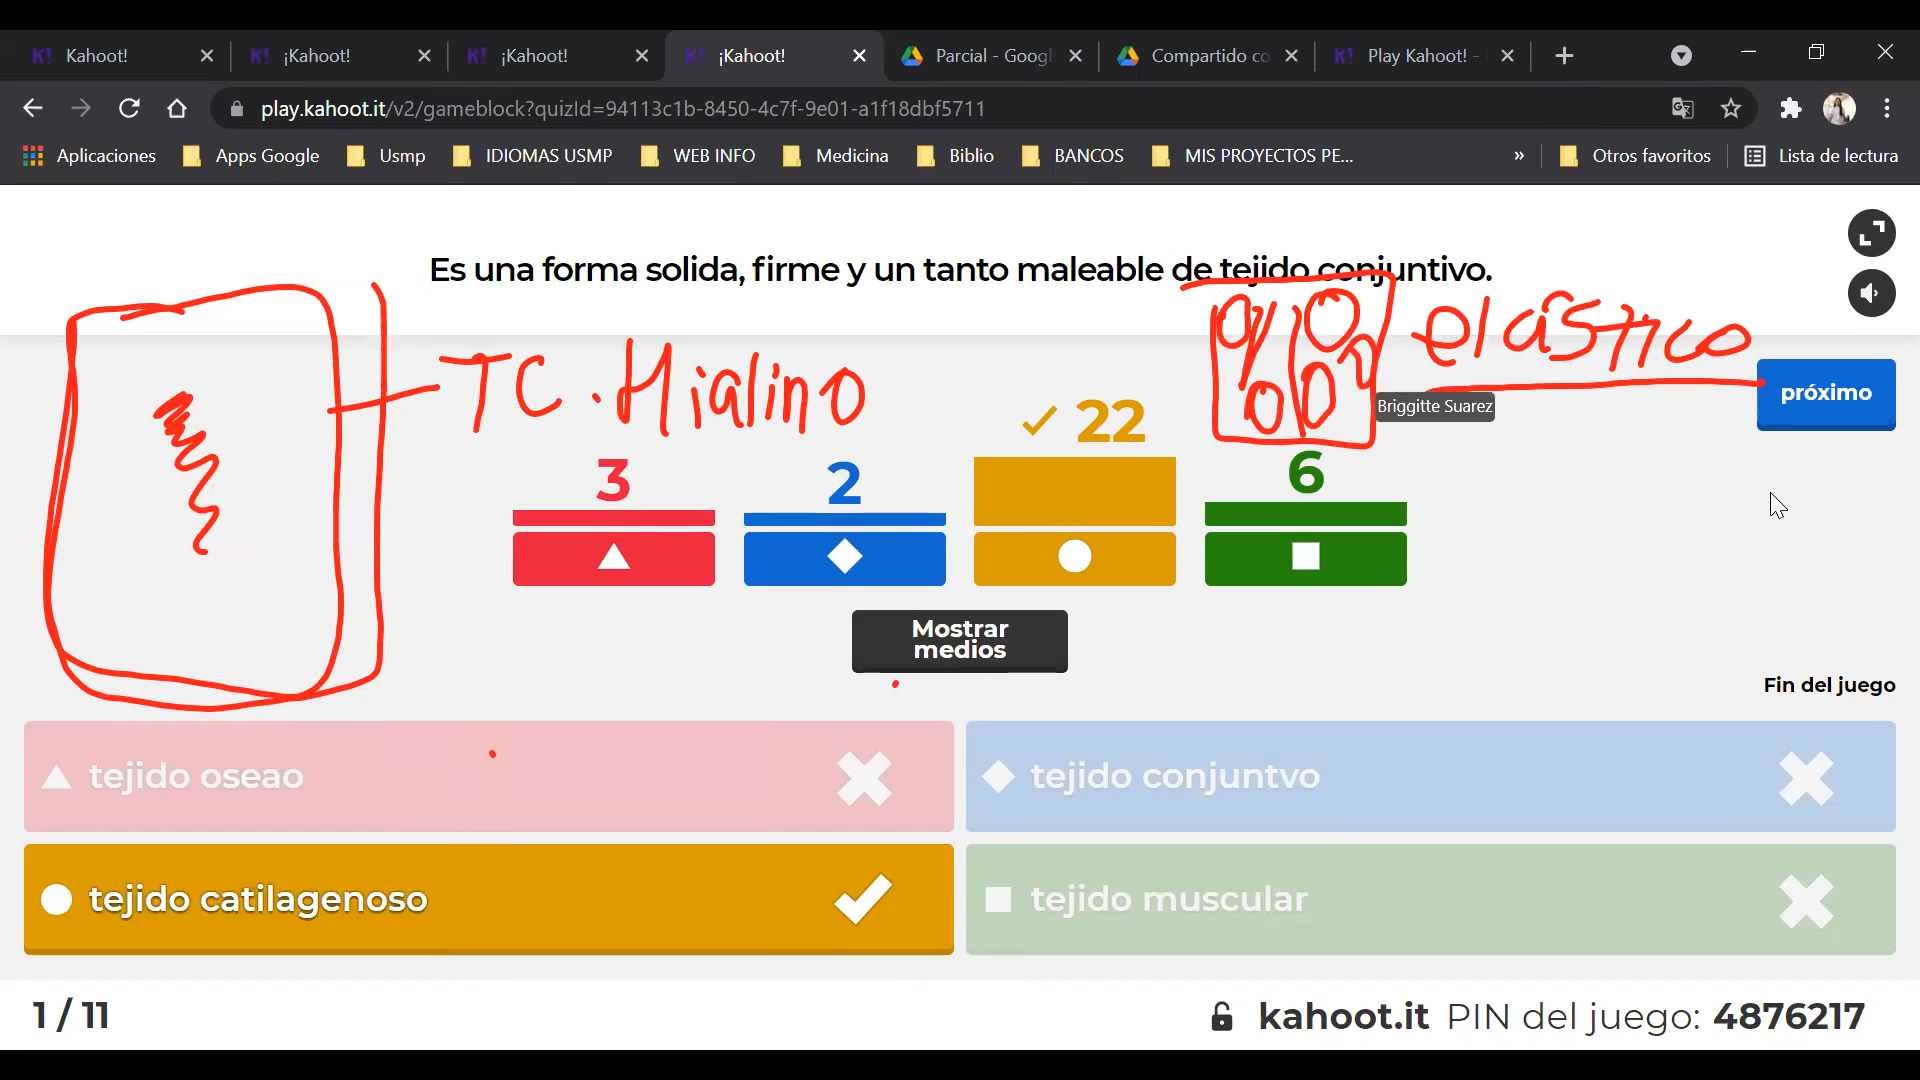 Kahoot!
¡Kahoot!
¡Kahoot!
¡Kahoot!
Parcial - Googl
Compartido co
Play Kahoot! -
play.kahoot.it/v2/gameblock?quizId=94113c1b-8450-4c7f-9e01-a1f18dbf5711
Aplicaciones
Apps Google
Usmp
IDIOMAS USMP
WEB INFO
Medicina
Biblio
BANCOS
MIS PROYECTOS PE...
»
Otros favoritos
Lista de lectura
Es una forma solida, firme y un tanto maleable de tejido conjuntivo.
TC. Hialino
elástico
próximo
Briggitte Suarez
3
2
22
6
Mostrar
medios
Fin del juego
tejido oseao
tejido conjuntvo
tejido catilagenoso
tejido muscular
1 / 11
kahoot.it PIN del juego: 4876217